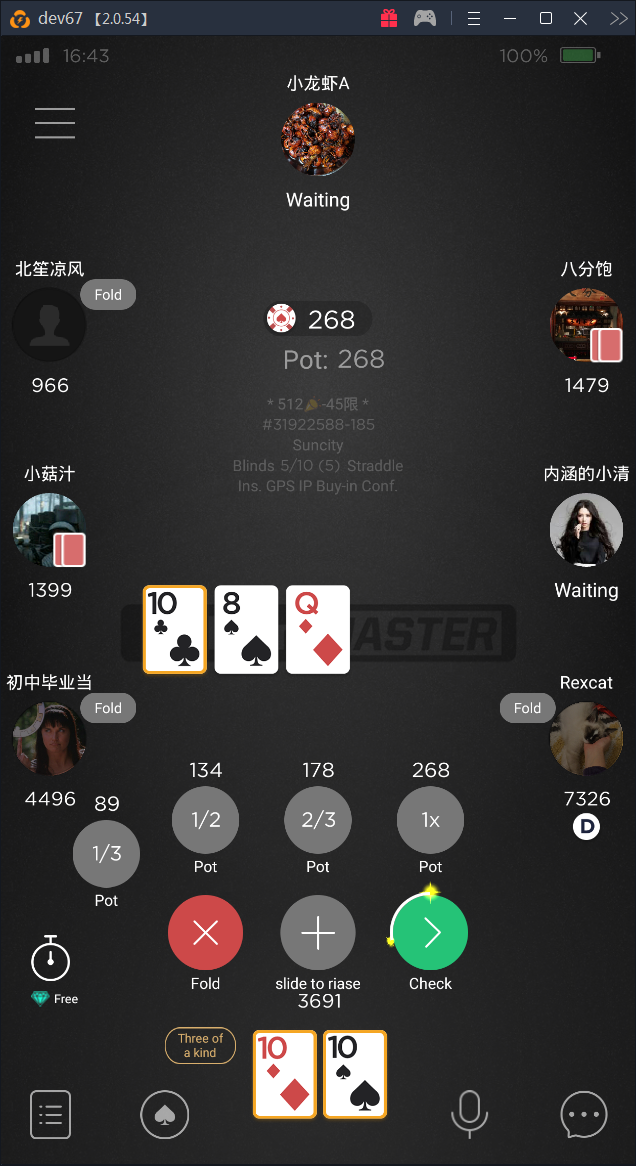 dev67 【2.0.54】
16:43
100%
小龙虾A
Waiting
北笙凉风
Fold
966
八分饱
1479
268
Pot: 268
* 512🍕-45限 *
#31922588-185
Suncity
Blinds 5/10 (5) Straddle
Ins. GPS IP Buy-in Conf.
小菇汁
1399
内涵的小清
Waiting
10
8
Q
MASTER
初中毕业当
Fold
4496
Rexcat
Fold
7326
D
134
178
268
89
1/2
2/3
1x
1/3
Pot
Pot
Pot
Pot
Free
Fold
slide to riase
Check
3691
Three of
a kind
10
10